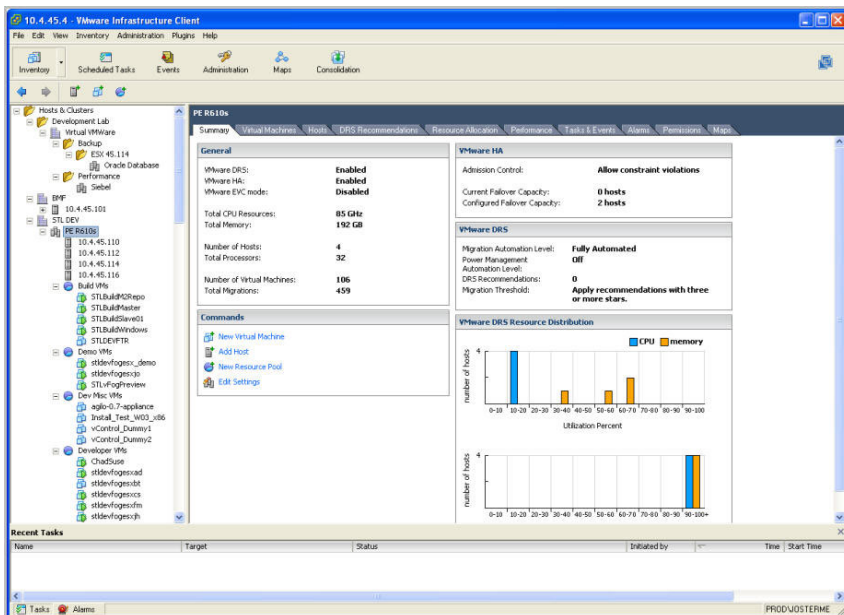 10.4.45.4 - VMware Infrastructure Client
File Edit View Inventory Administration Plugins Help
Inventory Scheduled Tasks Events Administration Maps Consolidation
Hosts & Clusters
Development Lab
Virtual VMWare
Backup
ESX 45.114
Oracle Database
Performance
Siebel
BMF
10.4.45.101
STL DEV
PE R610s
10.4.45.110
10.4.45.112
10.4.45.114
10.4.45.116
Build VMs
STLBuildM2Repo
STLBuildMaster
STLBuildSlave01
STLBuildWindows
STLDEVFTR
Demo VMs
stldevfogesx_demo
stldevfogesxjo
STLvFogPreview
Dev Misc VMs
agilo-0.7-appliance
Install_Test_W03_x86
vControl_Dummy1
vControl_Dummy2
Developer VMs
ChadSuse
stldevfogesxad
stldevfogesxbt
stldevfogesxcs
stldevfogesxfm
stldevfogesxjh
PE R610s
Summary Virtual Machines Hosts DRS Recommendations Resource Allocation Performance Tasks & Events Alarms Permissions Maps
General
VMware DRS: Enabled
VMware HA: Enabled
VMware EVC mode: Disabled
Total CPU Resources: 85 GHz
Total Memory: 192 GB
Number of Hosts: 4
Total Processors: 32
Number of Virtual Machines: 106
Total Migrations: 459
Commands
New Virtual Machine
Add Host
New Resource Pool
Edit Settings
VMware HA
Admission Control: Allow constraint violations
Current Failover Capacity: 0 hosts
Configured Failover Capacity: 2 hosts
VMware DRS
Migration Automation Level: Fully Automated
Power Management Off
Automation Level:
DRS Recommendations: 0
Migration Threshold: Apply recommendations with three
or more stars.
VMware DRS Resource Distribution
CPU memory
4
number of hosts
0-10 10-20 20-30 30-40 40-50 50-60 60-70 70-80 80-90 90-100
Utilization Percent
4
number of hosts
0-10 10-20 20-30 30-40 40-50 50-60 60-70 70-80 80-90 90-100+
Recent Tasks
Name Target Status Initiated by Time Start Time
Tasks Alarms PROD\VOSTERME